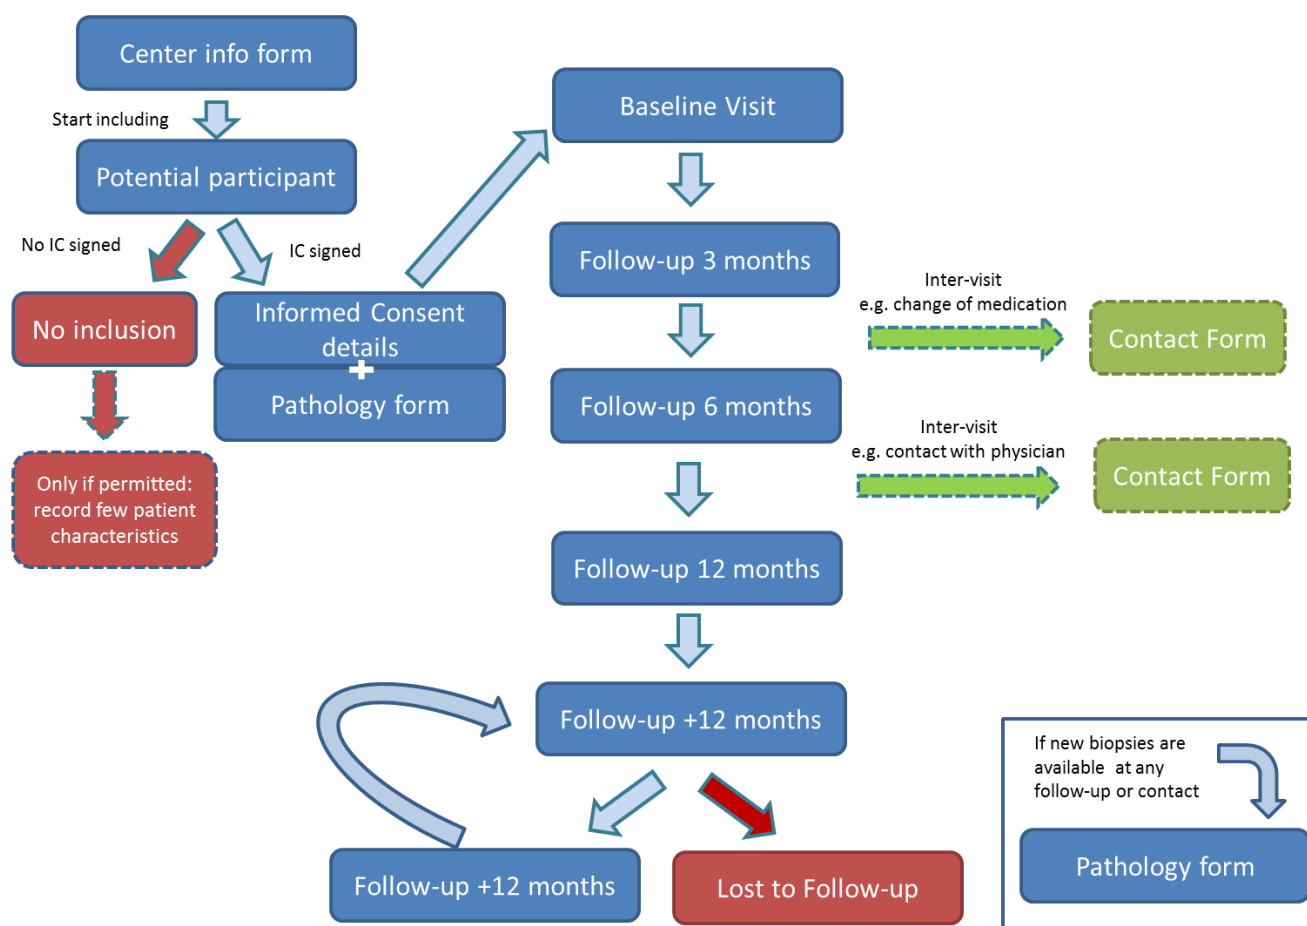 Center info form
Start including
Potential participant
No IC signed
IC signed
No inclusion
Only if permitted:
record few patient
characteristics
Informed Consent
details
+
Pathology form
Baseline Visit
Follow-up 3 months
Follow-up 6 months
Follow-up 12 months
Follow-up +12 months
Follow-up +12 months
Lost to Follow-up
Inter-visit
e.g. change of medication
Contact Form
Inter-visit
e.g. contact with physician
Contact Form
If new biopsies are
available at any
follow-up or contact
Pathology form